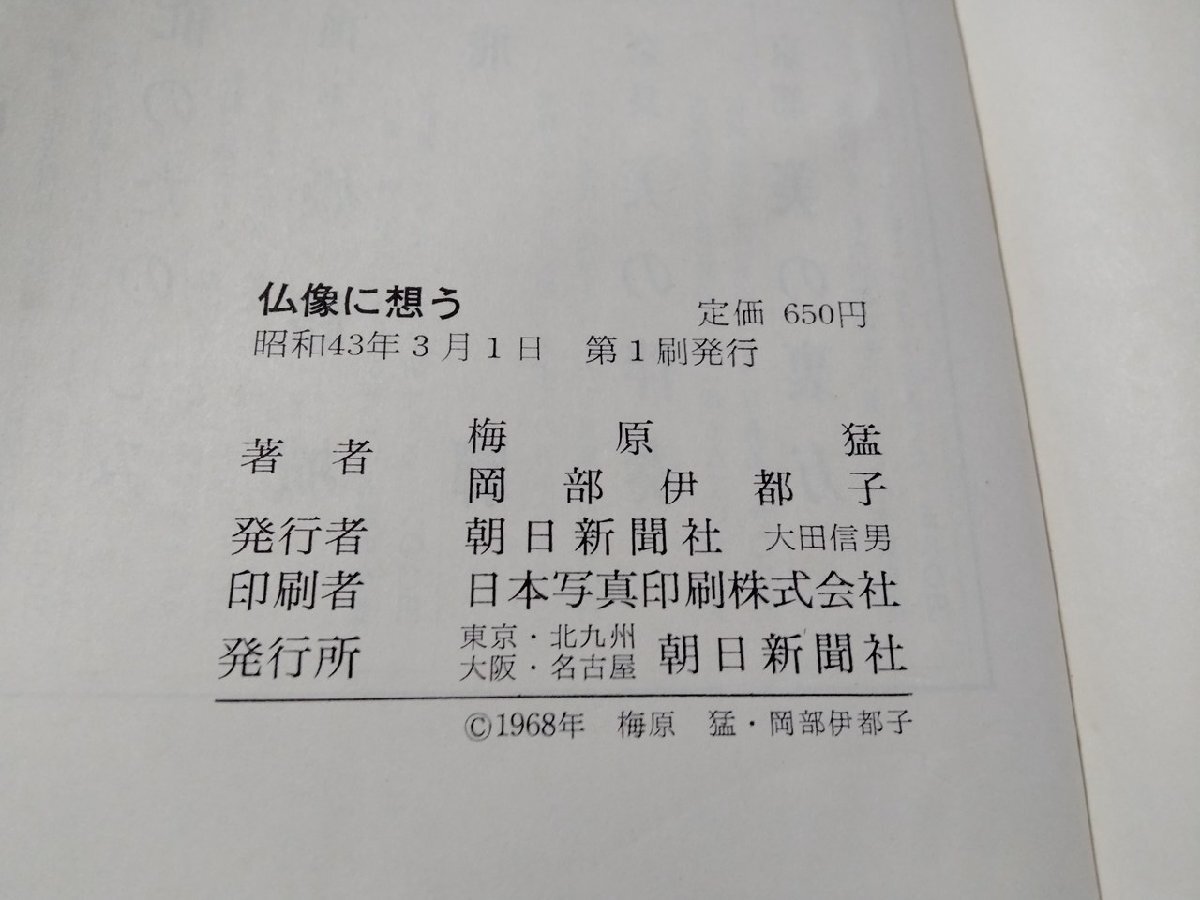 仏像に想う 定価 650円
昭和43年3月1日 第1刷発行
著者 梅原猛
岡部伊都子
発行者 朝日新聞社 大田信男
印刷者 日本写真印刷株式会社
発行所 東京・北九州 大阪・名古屋 朝日新聞社
©1968年 梅原 猛・岡部伊都子